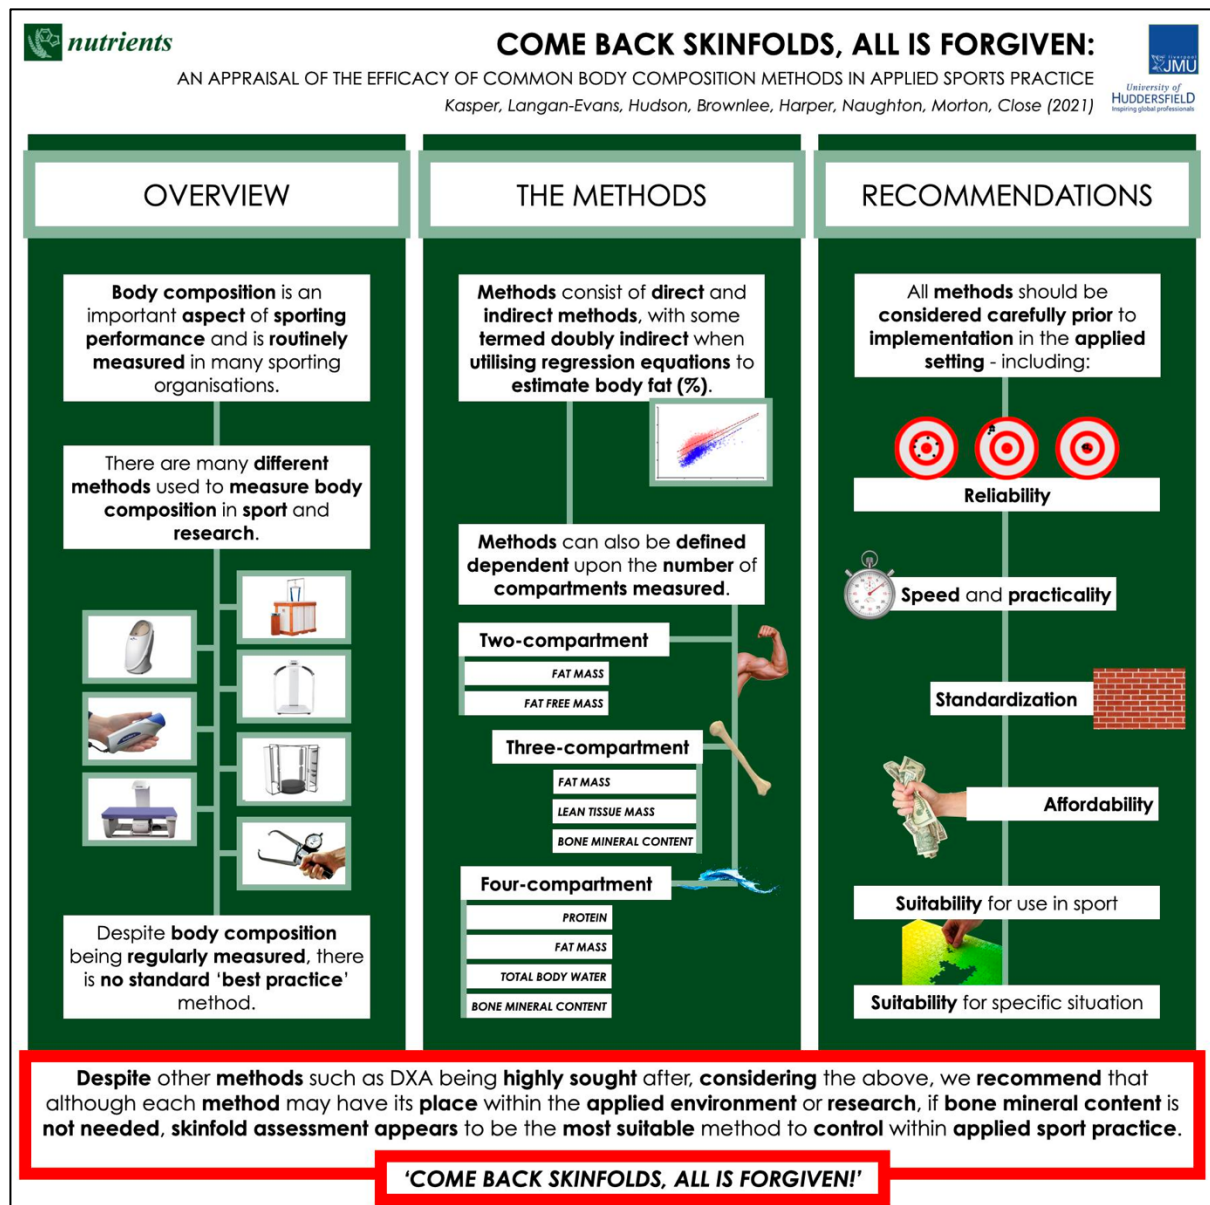 nutrients
COME BACK SKINFOLDS, ALL IS FORGIVEN:
AN APPRAISAL OF THE EFFICACY OF COMMON BODY COMPOSITION METHODS IN APPLIED SPORTS PRACTICE
Kasper, Langan-Evans, Hudson, Brownlee, Harper, Naughton, Morton, Close (2021)
JMU
University of
HUDDERSFIELD
Inspiring global professionals
OVERVIEW
Body composition is an
important aspect of sporting
performance and is routinely
measured in many sporting
organisations.
There are many different
methods used to measure body
composition in sport and
research.
Despite body composition
being regularly measured, there
is no standard ‘best practice’
method.
THE METHODS
Methods consist of direct and
indirect methods, with some
termed doubly indirect when
utilising regression equations to
estimate body fat (%).
Methods can also be defined
dependent upon the number of
compartments measured.
Two-compartment
FAT MASS
FAT FREE MASS
Three-compartment
FAT MASS
LEAN TISSUE MASS
BONE MINERAL CONTENT
Four-compartment
PROTEIN
FAT MASS
TOTAL BODY WATER
BONE MINERAL CONTENT
RECOMMENDATIONS
All methods should be
considered carefully prior to
implementation in the applied
setting - including:
Reliability
Speed and practicality
Standardization
Affordability
Suitability for use in sport
Suitability for specific situation
Despite other methods such as DXA being highly sought after, considering the above, we recommend that
although each method may have its place within the applied environment or research, if bone mineral content is
not needed, skinfold assessment appears to be the most suitable method to control within applied sport practice.
‘COME BACK SKINFOLDS, ALL IS FORGIVEN!’